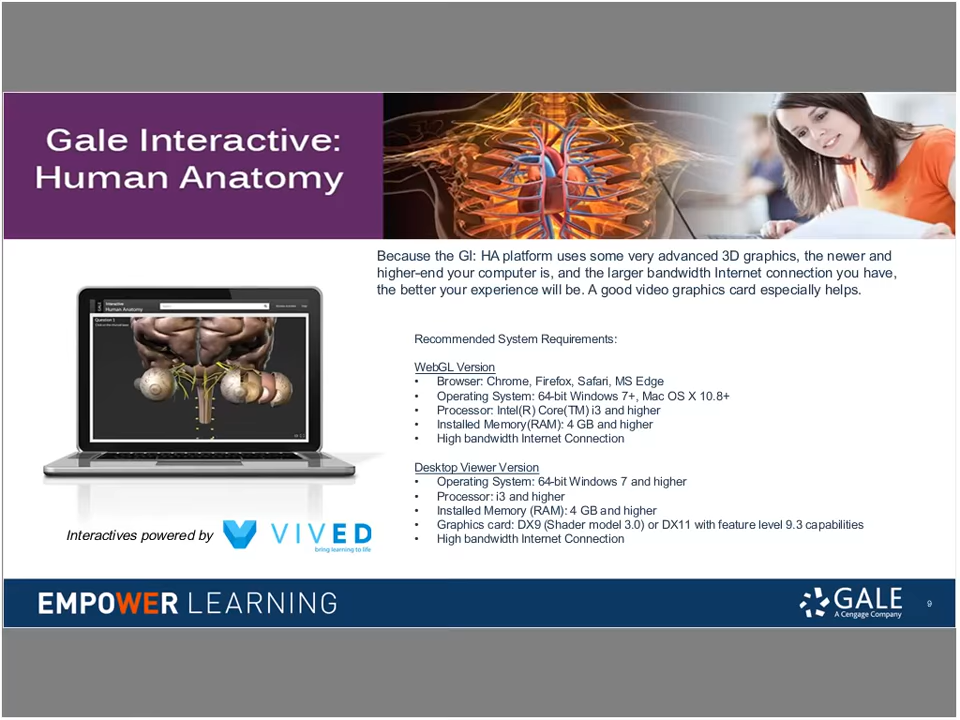 Gale Interactive:
Human Anatomy
Because the GI: HA platform uses some very advanced 3D graphics, the newer and
higher-end your computer is, and the larger bandwidth Internet connection you have,
the better your experience will be. A good video graphics card especially helps.
Interactive
Human Anatomy
Question 1
Recommended System Requirements:
WebGL Version
• Browser: Chrome, Firefox, Safari, MS Edge
• Operating System: 64-bit Windows 7+, Mac OS X 10.8+
• Processor: Intel(R) Core(TM) i3 and higher
• Installed Memory(RAM): 4 GB and higher
• High bandwidth Internet Connection
Desktop Viewer Version
• Operating System: 64-bit Windows 7 and higher
• Processor: i3 and higher
• Installed Memory (RAM): 4 GB and higher
• Graphics card: DX9 (Shader model 3.0) or DX11 with feature level 9.3 capabilities
• High bandwidth Internet Connection
Interactives powered by
VIVED
bring learning to life
EMPOWER LEARNING
GALE
A Cengage Company
9